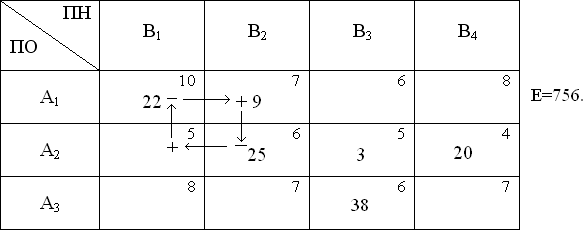 ПН
ПО
B₁ B₂ B₃ B₄
A₁ 10 22 − + 9 7 6 8
E=756.
A₂ + 5 − 25 6 3 5 20 4
A₃ 8 7 38 6 7